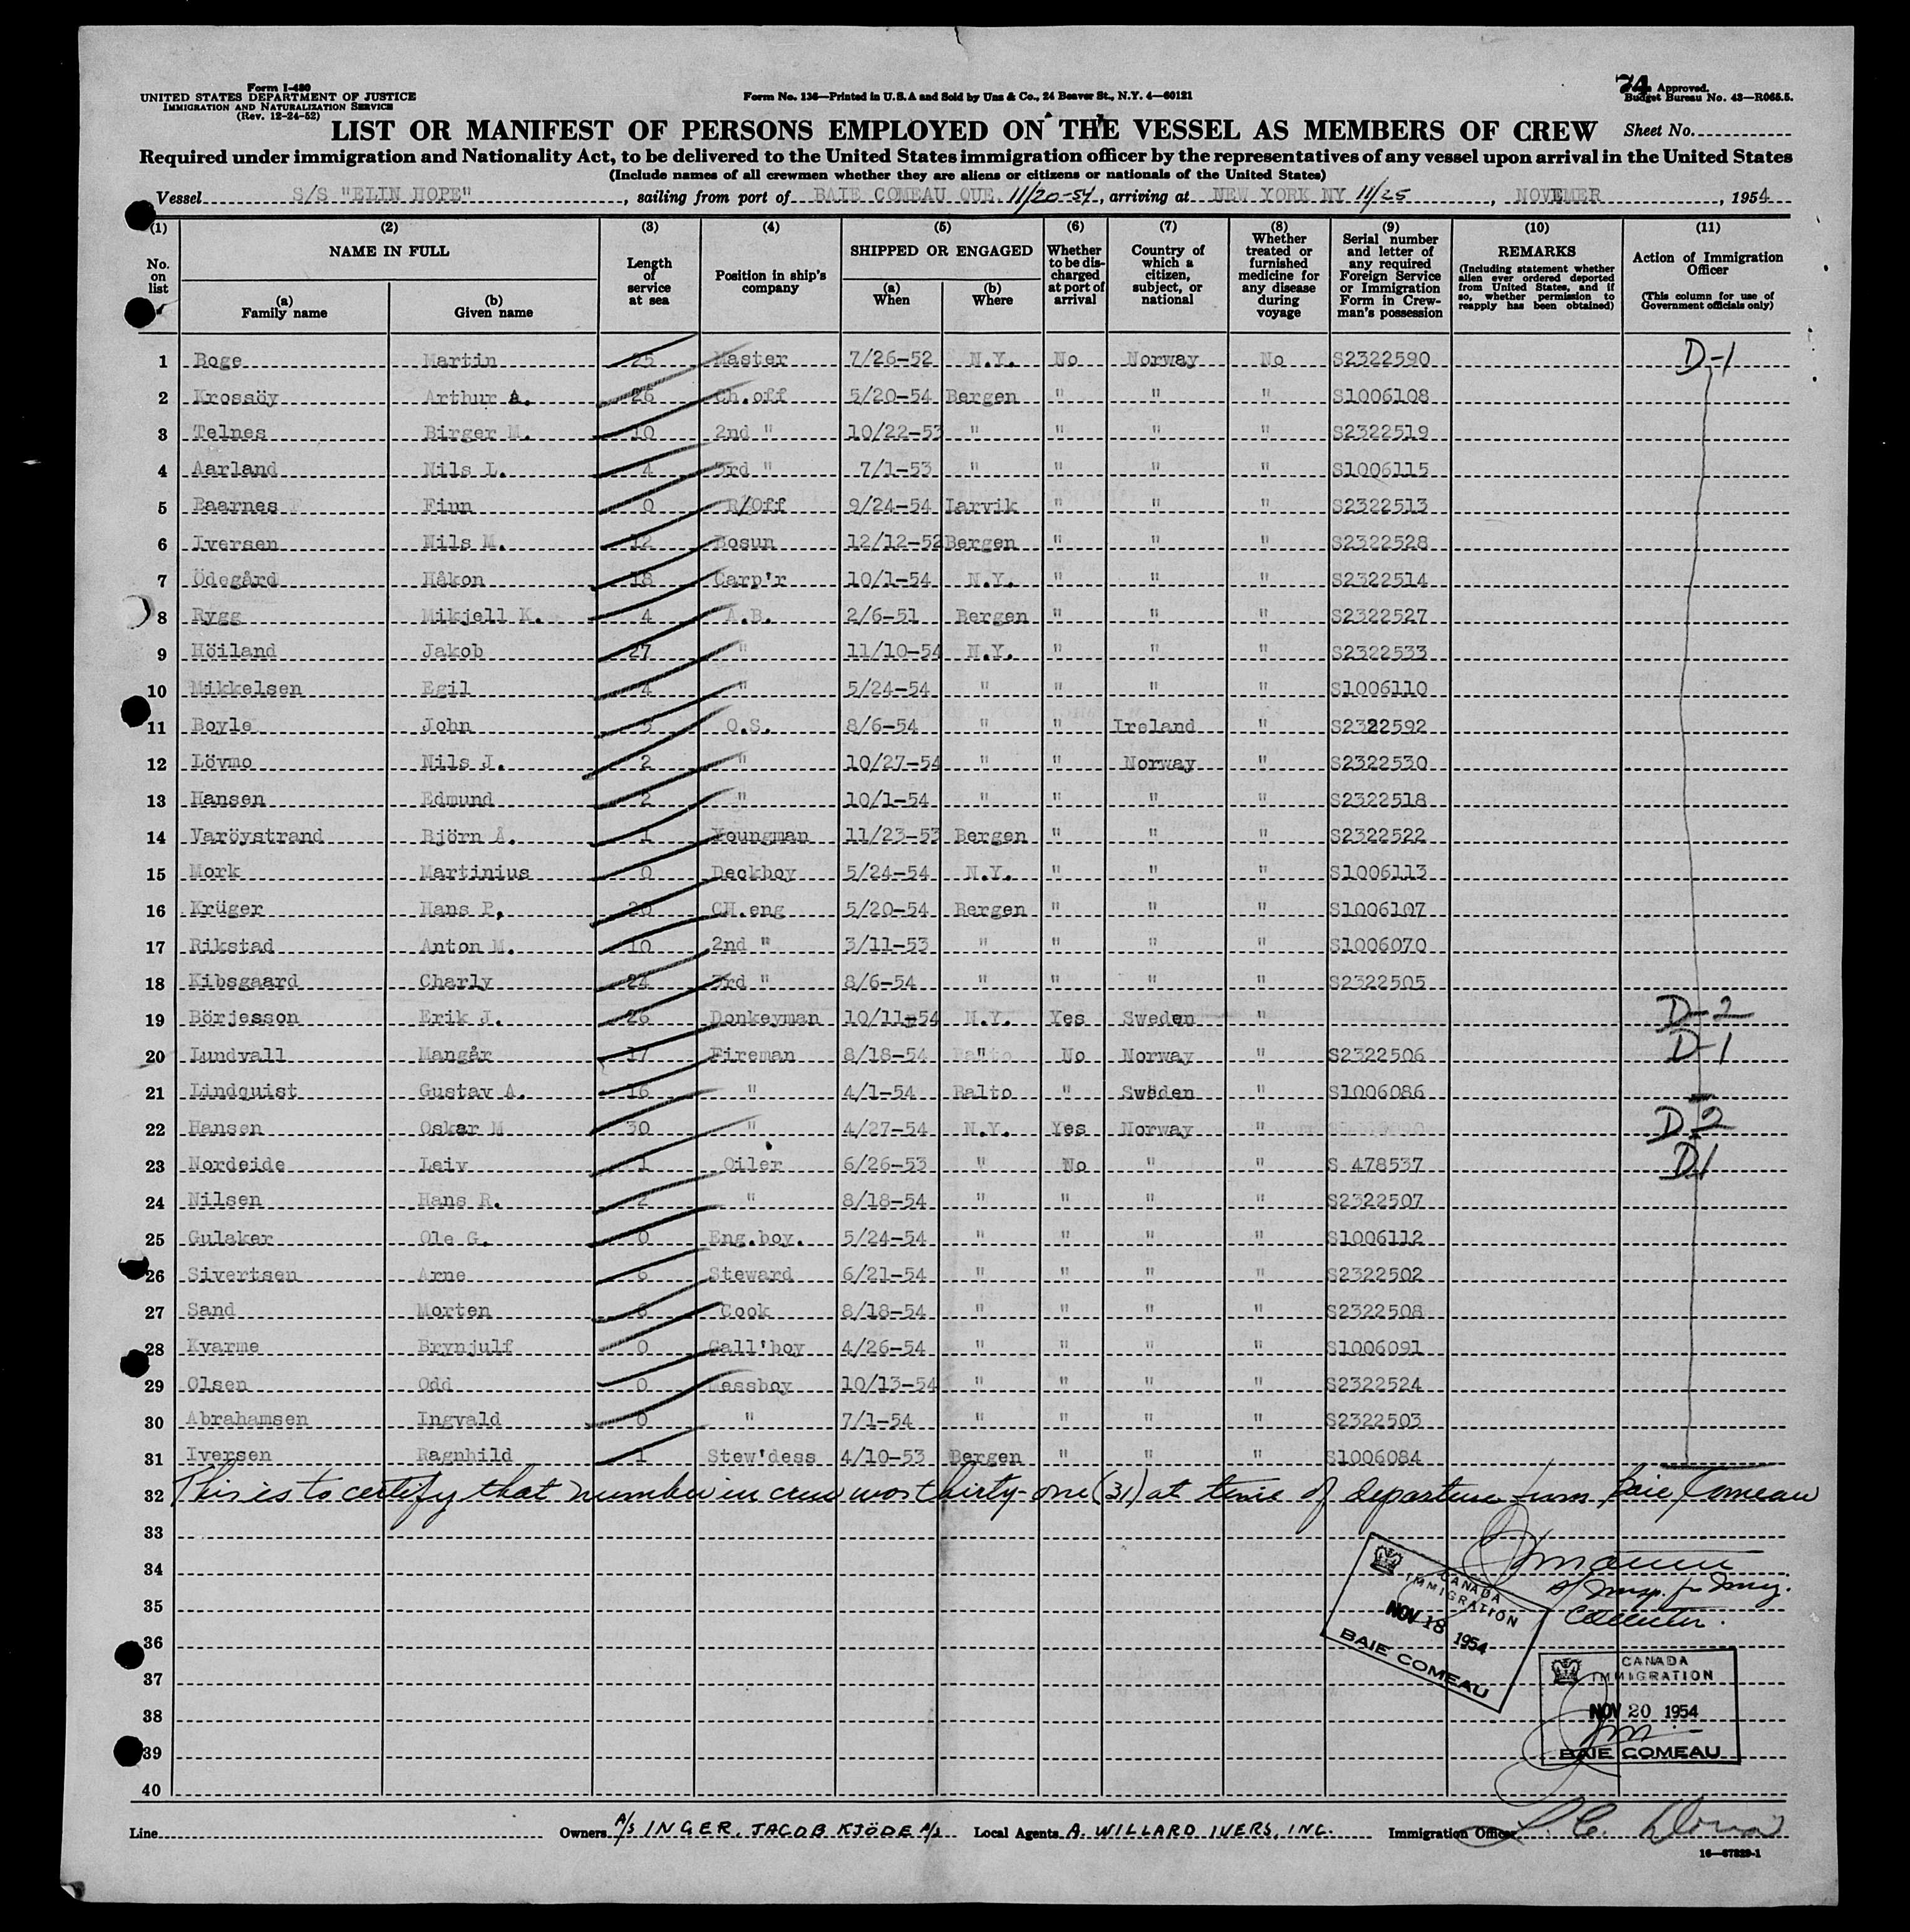 Form I-480
UNITED STATES DEPARTMENT OF JUSTICE
IMMIGRATION AND NATURALIZATION SERVICE
(Rev. 12-24-52)
Form No. 136—Printed in U.S.A and Sold by Unz & Co., 24 Beaver St., N.Y. 4—60121
74 Approved.
Budget Bureau No. 43—R065.5.
LIST OR MANIFEST OF PERSONS EMPLOYED ON THE VESSEL AS MEMBERS OF CREW Sheet No.
Required under immigration and Nationality Act, to be delivered to the United States immigration officer by the representatives of any vessel upon arrival in the United States
(Include names of all crewmen whether they are aliens or citizens or nationals of the United States)
Vessel S/S "ELIN HOPE", sailing from port of BAIE COMEAU QUE. 11/20-54, arriving at NEW YORK NY 11/25, NOVEMER, 1954
(1) No. on list
(2) NAME IN FULL
(a) Family name
(b) Given name
(3) Length of service at sea
(4) Position in ship's company
(5) SHIPPED OR ENGAGED
(a) When
(b) Where
(6) Whether to be discharged at port of arrival
(7) Country of which a citizen, subject, or national
(8) Whether treated or furnished medicine for any disease during voyage
(9) Serial number and letter of any required Foreign Service or Immigration Form in Crewman's possession
(10) REMARKS
(Including statement whether alien ever ordered deported from United States, and if so, whether permission to reapply has been obtained)
(11) Action of Immigration Officer
(This column for use of Government officials only)
1 Roge Martin 25 Master 7/26-52 N.Y. No Norway No S2322590 D-1
2 Krossöy Arthur A. 26 Ch.off 5/20-54 Bergen " " " S1006108
3 Telnes Birger M. 10 2nd " 10/22-53 " " " " S2322519
4 Aarland Nils L. 4 3rd " 7/1-53 " " " " S1006115
5 Baarnes Finn 0 R/Off 9/24-54 Larvik " " " S2322513
6 Iversen Nils M. 12 Bosun 12/12-52 Bergen " " " S2322528
7 Ödegård Håkon 18 Carp'r 10/1-54 N.Y. " " " S2322514
8 Rygg Mikjell K. 4 A.B. 2/6-51 Bergen " " " S2322527
9 Höiland Jakob 27 " 11/10-54 N.Y. " " " S2322533
10 Mikkelsen Egil 4 " 5/24-54 " " " " S1006110
11 Boyle John 3 O.S. 8/6-54 " " Ireland " S2322592
12 Lövmo Nils J. 2 " 10/27-54 " " Norway " S2322530
13 Hansen Edmund 2 " 10/1-54 " " " " S2322518
14 Varöystrand Björn Å. 1 Youngman 11/23-53 Bergen " " " S2322522
15 Mork Martinius 0 Deckboy 5/24-54 N.Y. " " " S1006113
16 Krüger Hans P. 20 CH.eng 5/20-54 Bergen " " " S1006107
17 Rikstad Anton M. 10 2nd " 3/11-53 " " " " S1006070
18 Kibsgaard Charly 24 3rd " 8/6-54 " " " " S2322505
19 Börjesson Erik J. 26 Donkeyman 10/11-54 N.Y. Yes Sweden " D-2
20 Lundvall Mangår 17 Fireman 8/18-54 " No Norway " S2322506 D-1
21 Lindquist Gustav A. 16 " 4/1-54 Balto " Sweden " S1006086
22 Hansen Oskar M 30 " 4/27-54 N.Y. Yes Norway " D-2
23 Nordeide Leiv 1 Oiler 6/26-53 " No " " S 478537 D1
24 Nilsen Hans R. 2 " 8/18-54 " " " " S2322507
25 Gulaker Ole G. 0 Eng.boy. 5/24-54 " " " " S1006112
26 Sivertsen Arne 6 Steward 6/21-54 " " " " S2322502
27 Sand Morten 6 Cook 8/18-54 " " " " S2322508
28 Kvarme Brynjulf 0 Gall'boy 4/26-54 " " " " S1006091
29 Olsen Odd 0 Messboy 10/13-54 " " " " S2322524
30 Abrahamsen Ingvald 0 " 7/1-54 " " " " S2322503
31 Iversen Ragnhild 1 Stew'dess 4/10-53 Bergen " " " S1006084
32 This is to certify that number in crew was thirty-one (31) at time of departure from Baie Comeau
33
34
35
36
37
38
39
40
CANADA
IMMIGRATION
NOV 18 1954
BAIE COMEAU
CANADA
IMMIGRATION
NOV 20 1954
BAIE COMEAU
Line
Owners A/S INGER, JACOB KJÖDE A/S
Local Agents A. WILLARD IVERS, INC.
Immigration Officer
16—67829-1